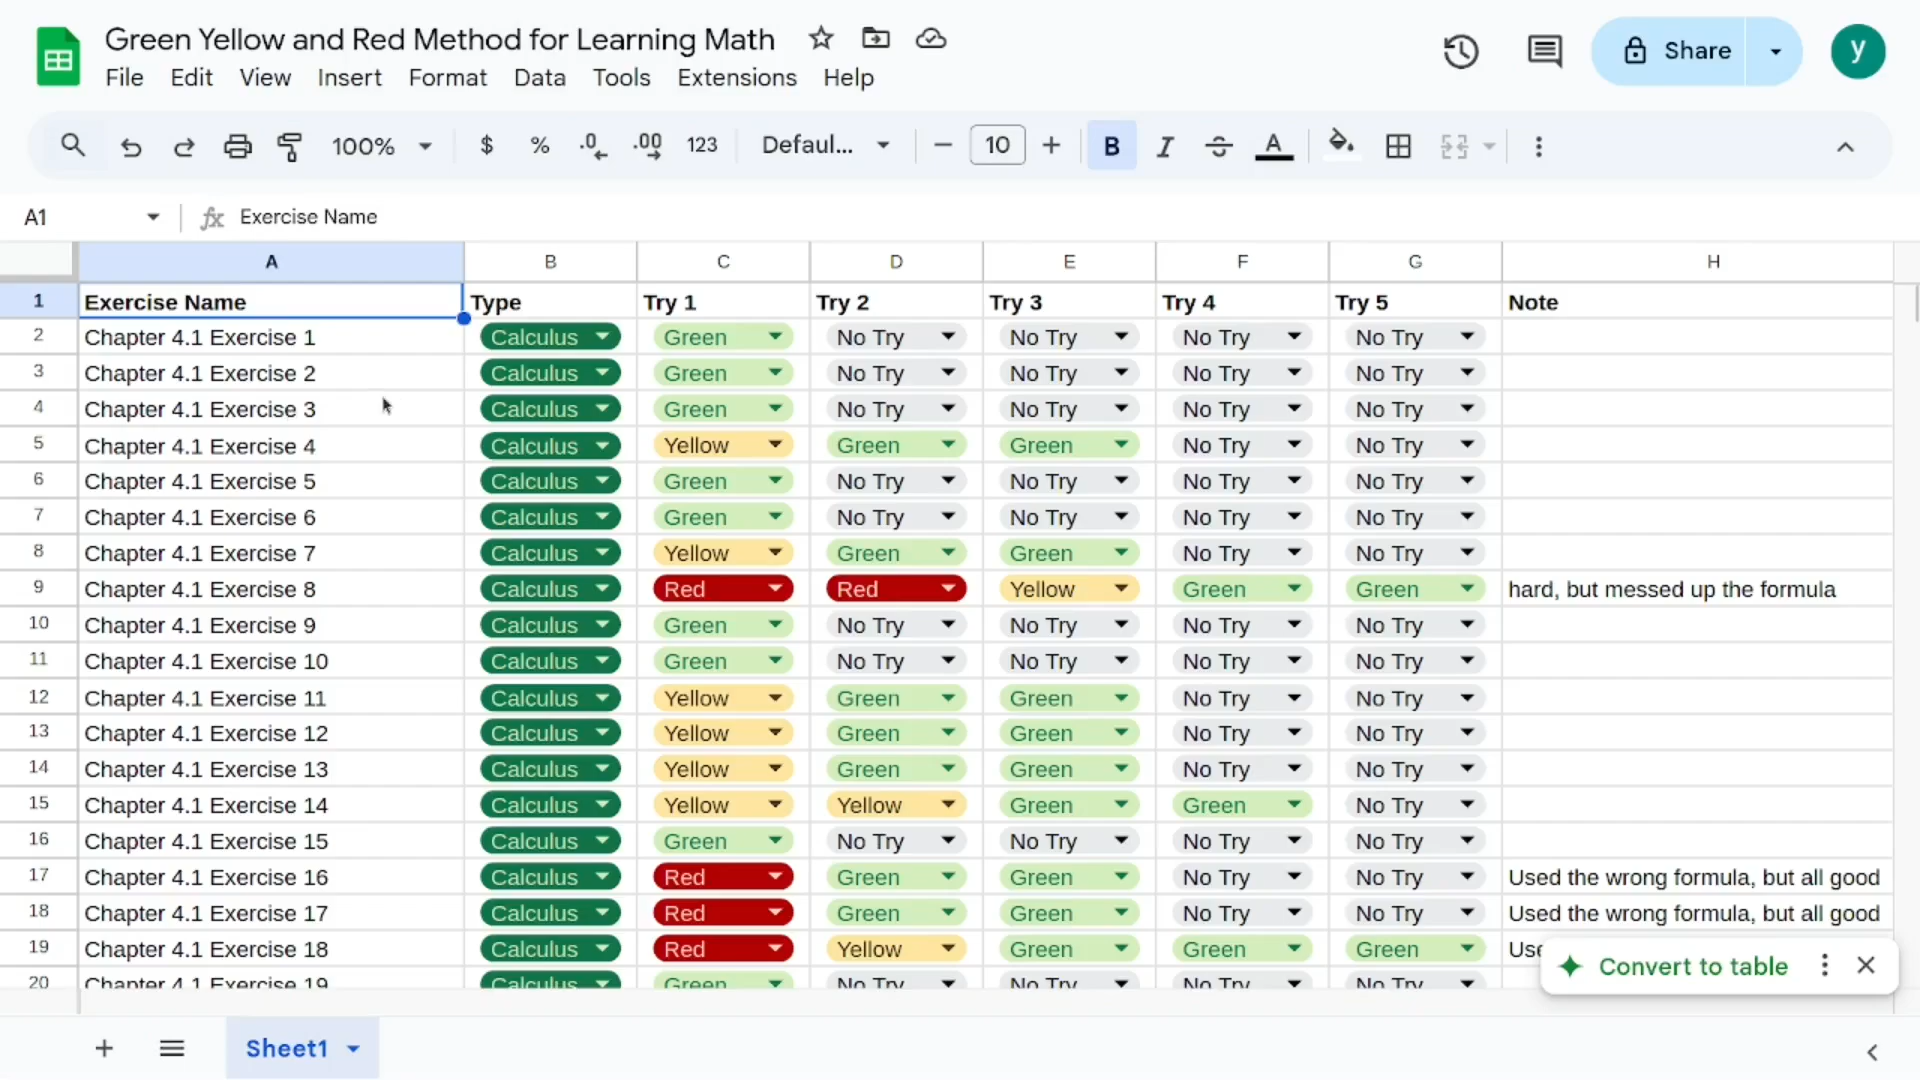 Green Yellow and Red Method for Learning Math
File Edit View Insert Format Data Tools Extensions Help
Share
y
100% $ % .0 .00 123 Defaul... 10 B I A
A1 fx Exercise Name
A B C D E F G H
1 Exercise Name Type Try 1 Try 2 Try 3 Try 4 Try 5 Note
2 Chapter 4.1 Exercise 1 Calculus Green No Try No Try No Try No Try
3 Chapter 4.1 Exercise 2 Calculus Green No Try No Try No Try No Try
4 Chapter 4.1 Exercise 3 Calculus Green No Try No Try No Try No Try
5 Chapter 4.1 Exercise 4 Calculus Yellow Green Green No Try No Try
6 Chapter 4.1 Exercise 5 Calculus Green No Try No Try No Try No Try
7 Chapter 4.1 Exercise 6 Calculus Green No Try No Try No Try No Try
8 Chapter 4.1 Exercise 7 Calculus Yellow Green Green No Try No Try
9 Chapter 4.1 Exercise 8 Calculus Red Red Yellow Green Green hard, but messed up the formula
10 Chapter 4.1 Exercise 9 Calculus Green No Try No Try No Try No Try
11 Chapter 4.1 Exercise 10 Calculus Green No Try No Try No Try No Try
12 Chapter 4.1 Exercise 11 Calculus Yellow Green Green No Try No Try
13 Chapter 4.1 Exercise 12 Calculus Yellow Green Green No Try No Try
14 Chapter 4.1 Exercise 13 Calculus Yellow Green Green No Try No Try
15 Chapter 4.1 Exercise 14 Calculus Yellow Yellow Green Green No Try
16 Chapter 4.1 Exercise 15 Calculus Green No Try No Try No Try No Try
17 Chapter 4.1 Exercise 16 Calculus Red Green Green No Try No Try Used the wrong formula, but all good
18 Chapter 4.1 Exercise 17 Calculus Red Green Green No Try No Try Used the wrong formula, but all good
19 Chapter 4.1 Exercise 18 Calculus Red Yellow Green Green Green
20 Chapter 4.1 Exercise 19 Calculus Green No Try No Try No Try No Try
Convert to table
Sheet1